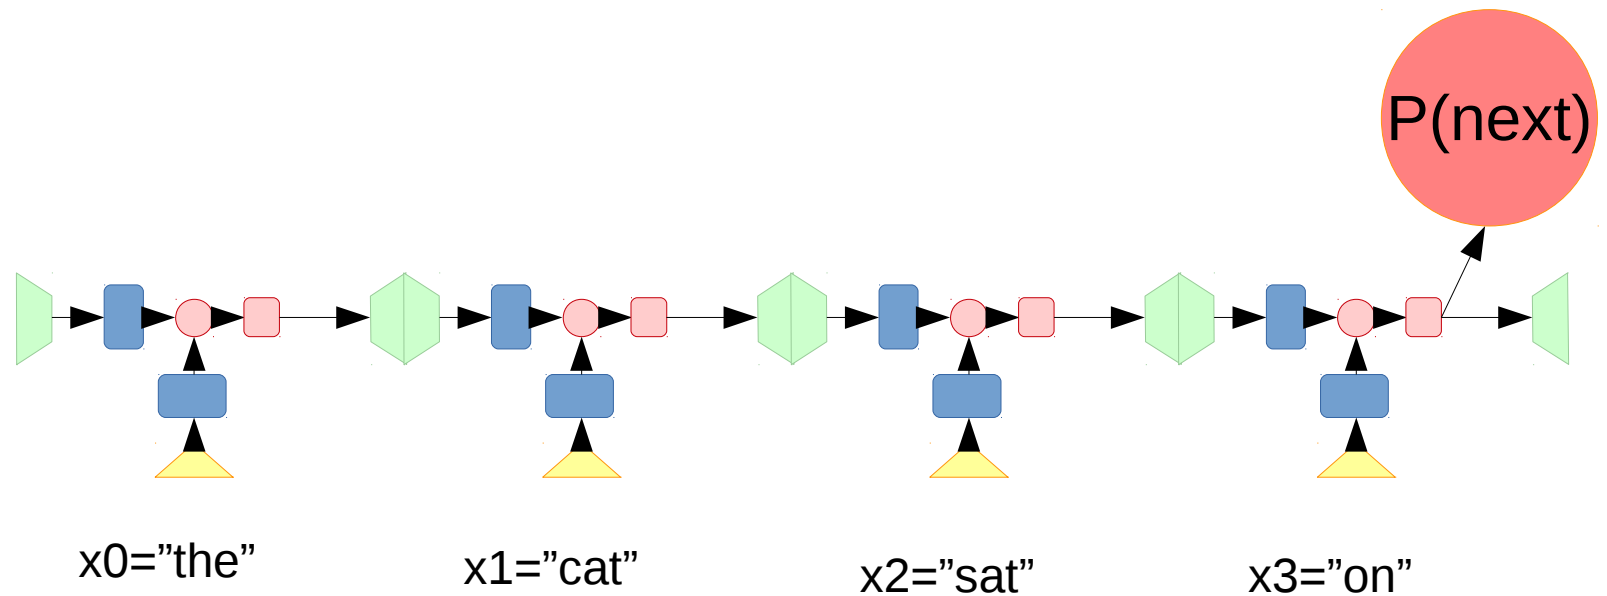 P(next)
x0=”the”
x1=”cat”
x2=”sat”
x3=”on”